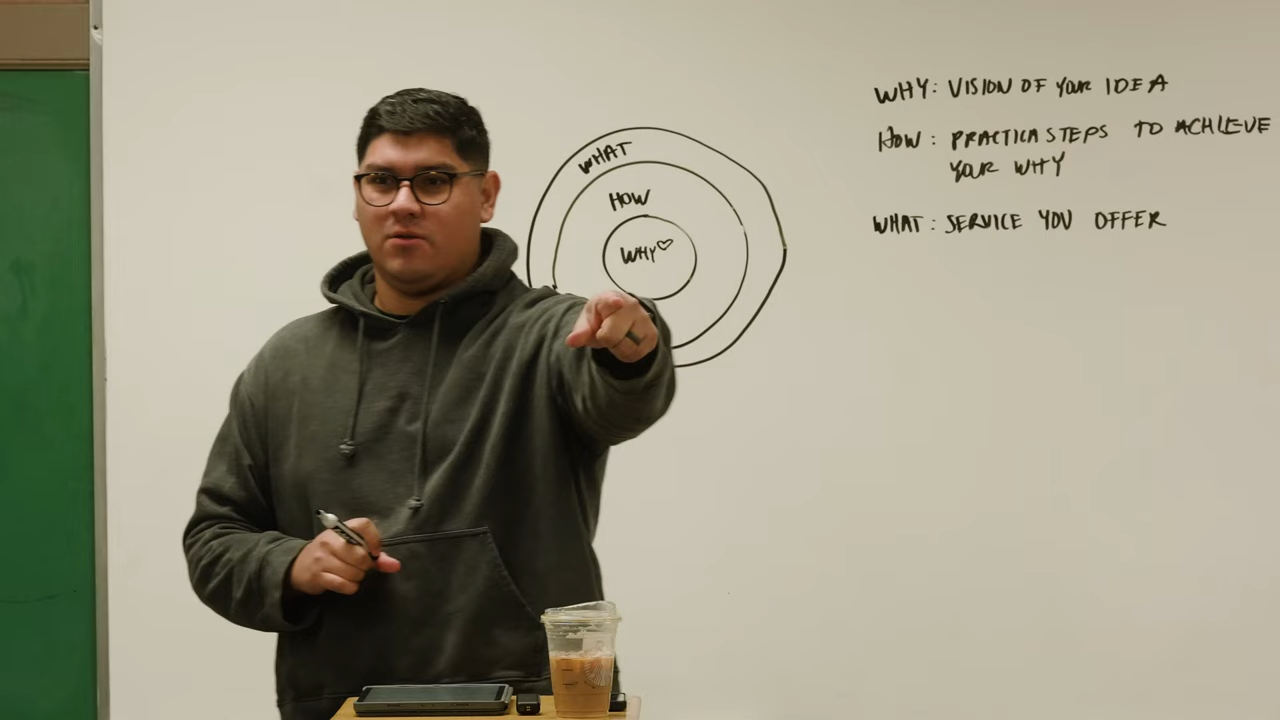 WHAT
HOW
WHY♡
WHY: VISION OF YOUR IDEA
HOW: PRACTICA STEPS TO ACHIEVE
YOUR WHY
WHAT: SERVICE YOU OFFER